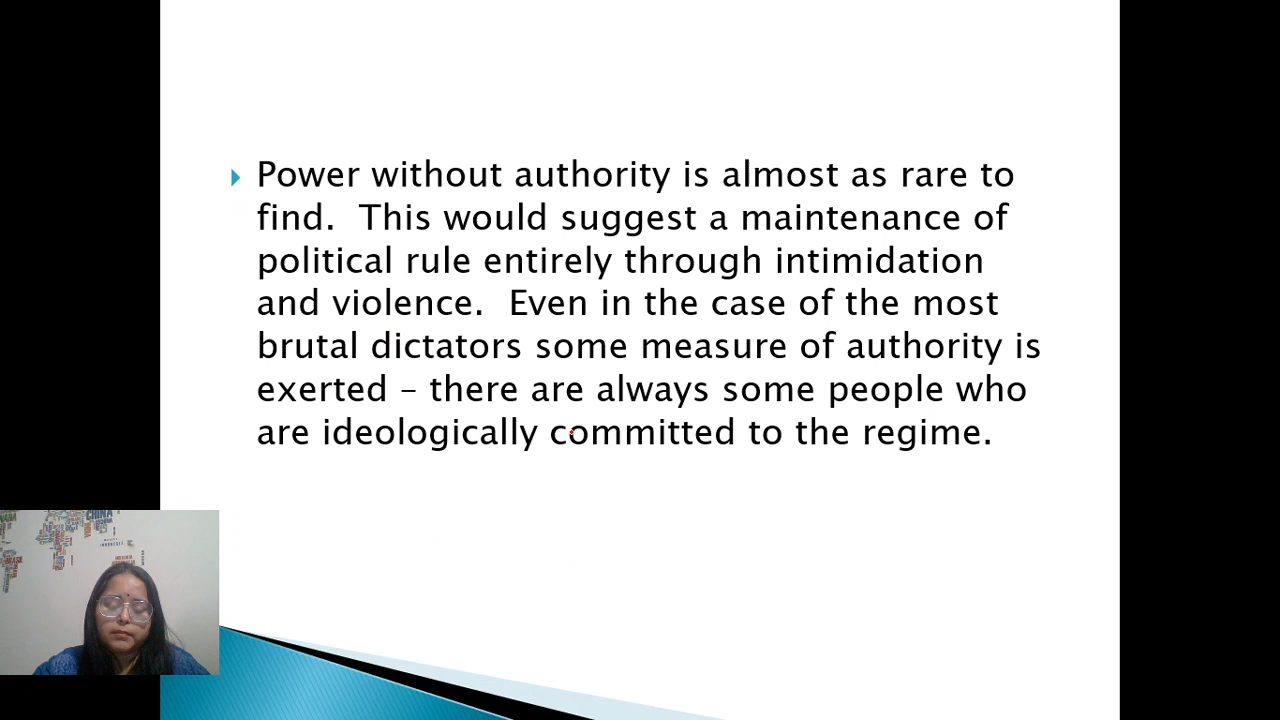 Power without authority is almost as rare to
find.  This would suggest a maintenance of
political rule entirely through intimidation
and violence.  Even in the case of the most
brutal dictators some measure of authority is
exerted – there are always some people who
are ideologically committed to the regime.
CHINA